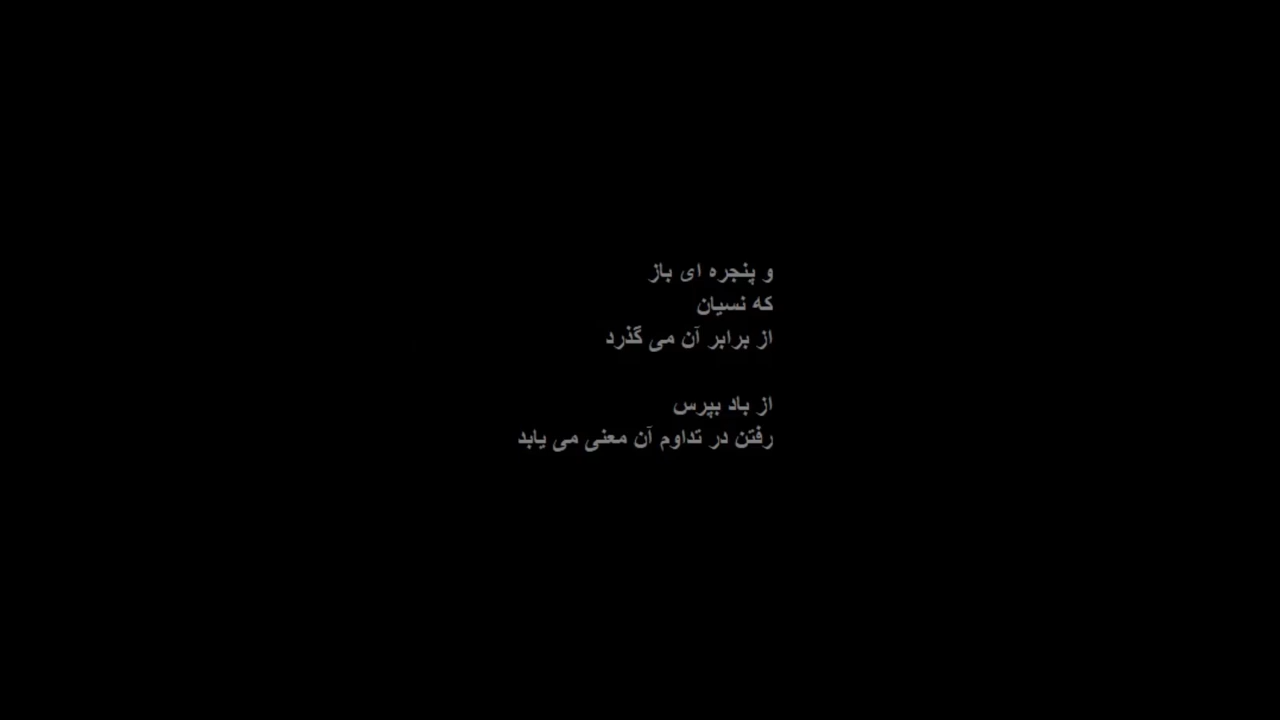 و پنجره ای باز
که نسیان
از برابر آن می گذرد
از باد بپرس
رفتن در تداوم آن معنی می یابد